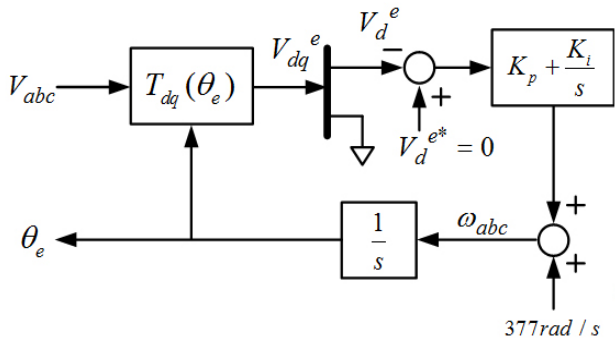 V_d^e
V_dq^e
−
V_abc
T_dq(θ_e)
K_p + K_i/s
+
V_d^e* = 0
+
θ_e
1/s
ω_abc
+
377rad / s